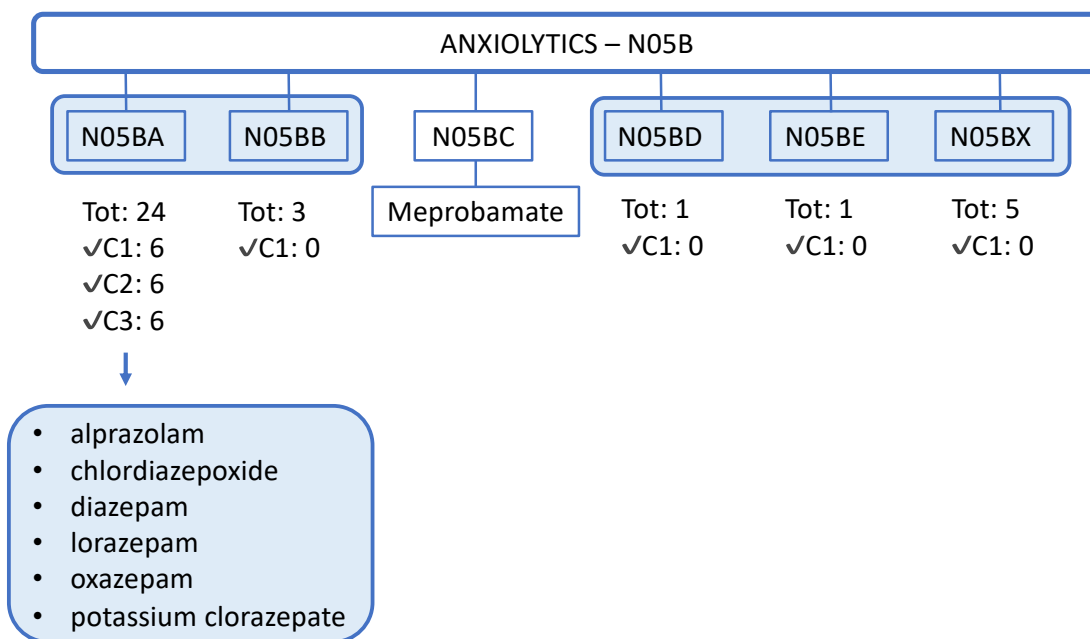 ANXIOLYTICS – N05B
N05BA
N05BB
N05BC
N05BD
N05BE
N05BX
Meprobamate
Tot: 24
✓C1: 6
✓C2: 6
✓C3: 6
Tot: 3
✓C1: 0
Tot: 1
✓C1: 0
Tot: 1
✓C1: 0
Tot: 5
✓C1: 0
• alprazolam
• chlordiazepoxide
• diazepam
• lorazepam
• oxazepam
• potassium clorazepate